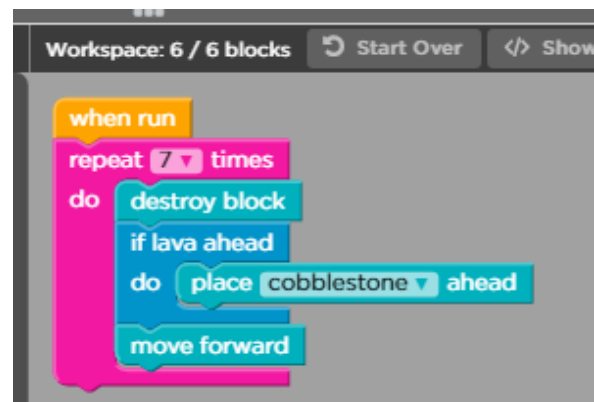 Workspace: 6 / 6 blocks Start Over </> Show
when run
repeat 7 times
do destroy block
if lava ahead
do place cobblestone ahead
move forward